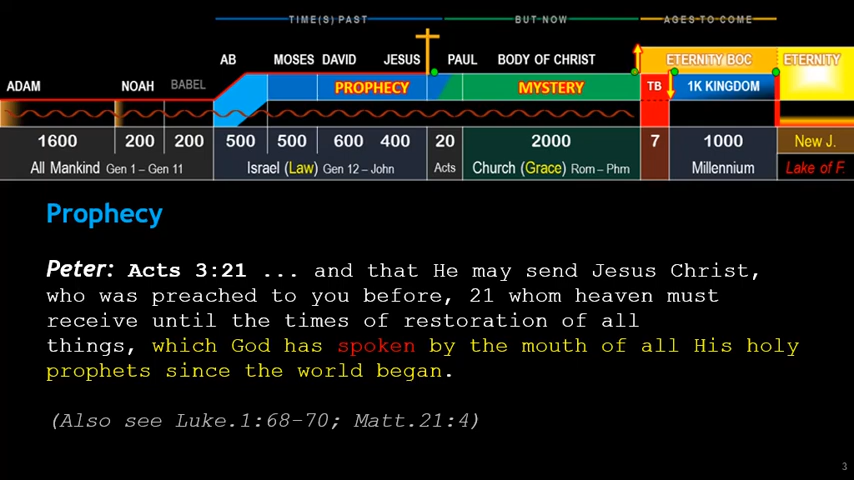 TIME(S) PAST BUT NOW AGES TO COME
AB MOSES DAVID JESUS PAUL BODY OF CHRIST ETERNITY BOC ETERNITY
ADAM NOAH BABEL PROPHECY MYSTERY TB 1K KINGDOM
1600 200 200 500 500 600 400 20 2000 7 1000 New J.
All Mankind Gen 1 – Gen 11 Israel (Law) Gen 12 – John Acts Church (Grace) Rom – Phm Millennium Lake of F.
Prophecy
Peter: Acts 3:21 ... and that He may send Jesus Christ,
who was preached to you before, 21 whom heaven must
receive until the times of restoration of all
things, which God has spoken by the mouth of all His holy
prophets since the world began.
(Also see Luke.1:68-70; Matt.21:4)
3